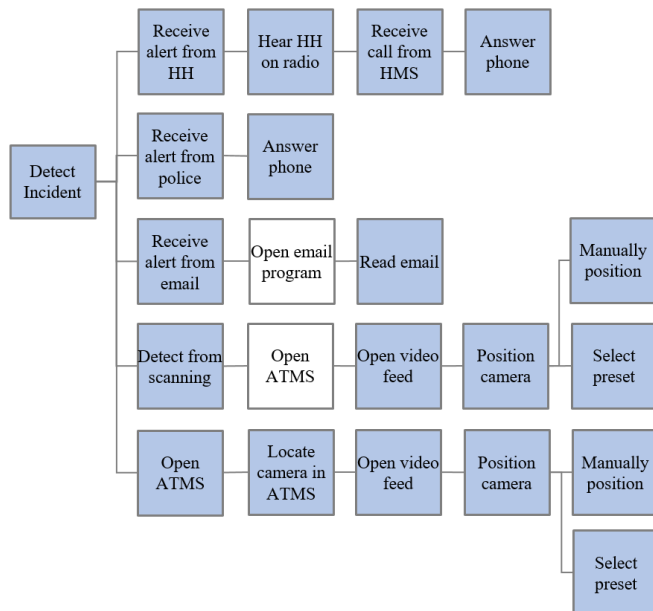 Receive
alert from
HH
Hear HH
on radio
Receive
call from
HMS
Answer
phone
Detect
Incident
Receive
alert from
police
Answer
phone
Receive
alert from
email
Open email
program
Read email
Manually
position
Detect from
scanning
Open
ATMS
Open video
feed
Position
camera
Select
preset
Open
ATMS
Locate
camera in
ATMS
Open video
feed
Position
camera
Manually
position
Select
preset